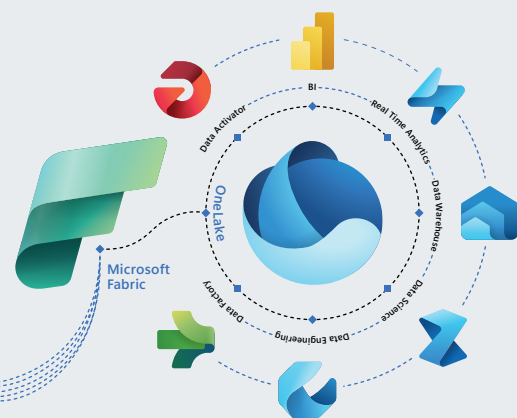 BI
Data Activator
Real Time Analytics
OneLake
Data Warehouse
Microsoft
Fabric
Data Factory
Data Science
Data Engineering